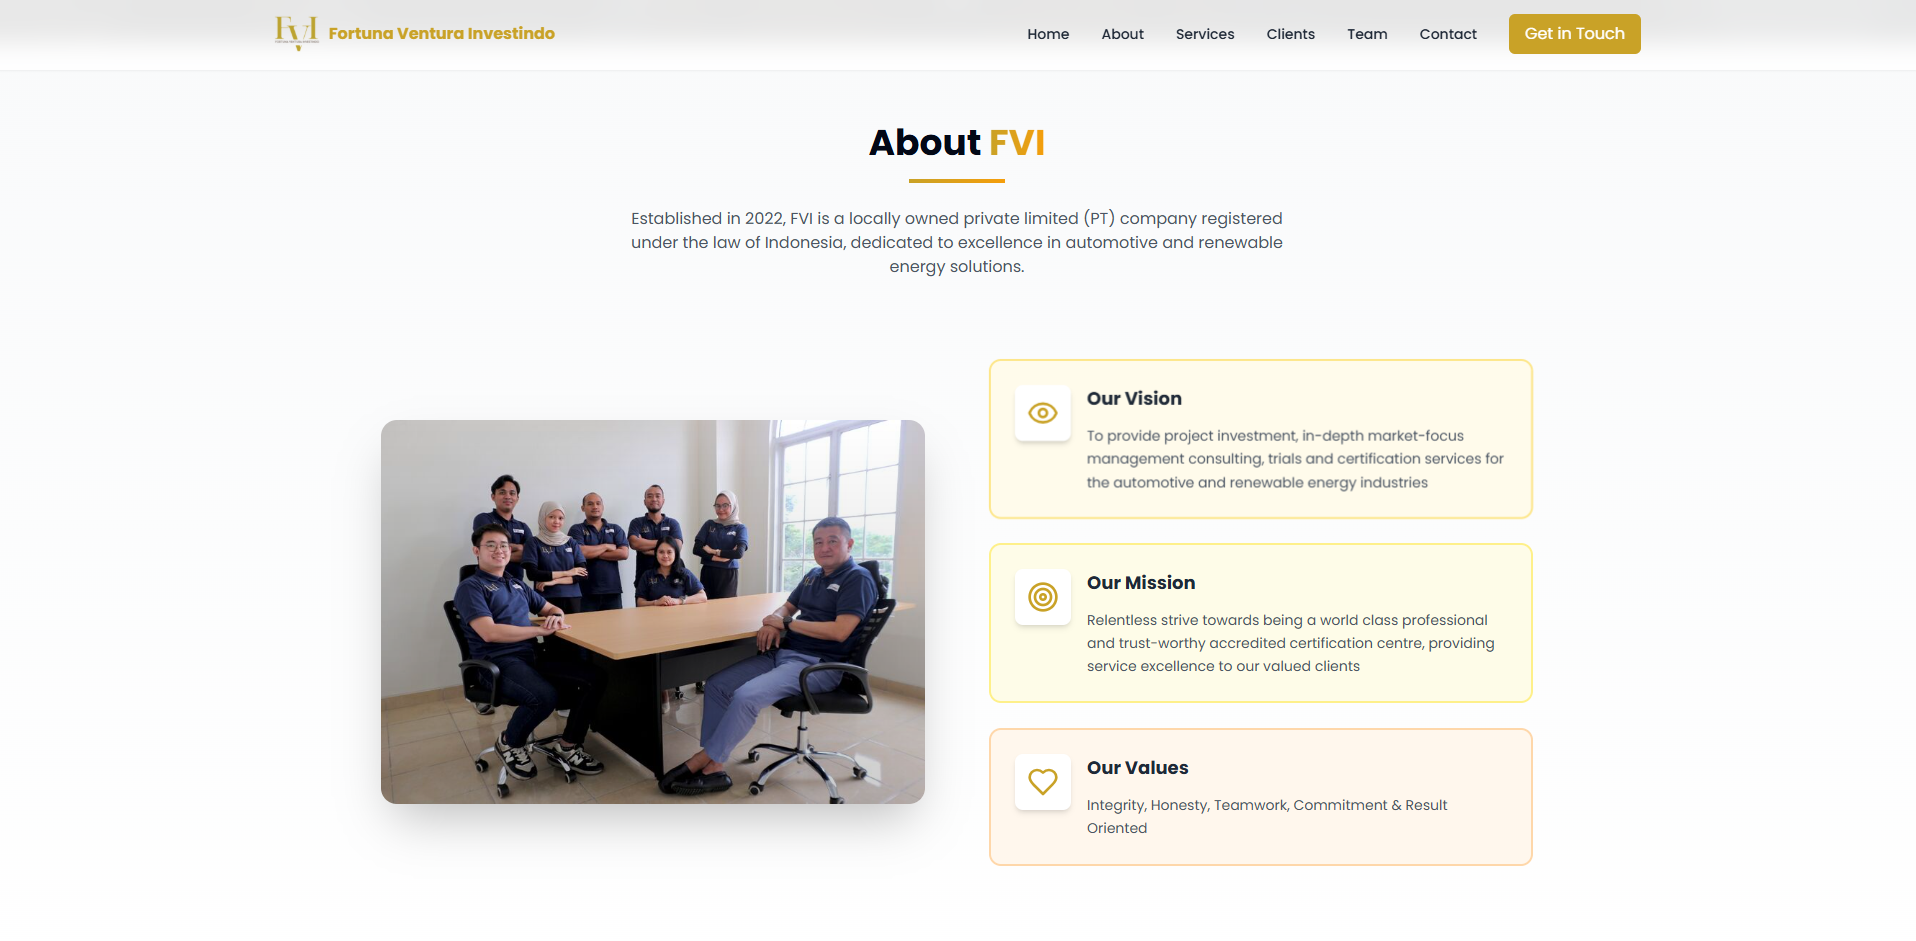 FVI
Fortuna Ventura Investindo
Home
About
Services
Clients
Team
Contact
Get in Touch
About FVI
Established in 2022, FVI is a locally owned private limited (PT) company registered
under the law of Indonesia, dedicated to excellence in automotive and renewable
energy solutions.
Our Vision
To provide project investment, in-depth market-focus
management consulting, trials and certification services for
the automotive and renewable energy industries
Our Mission
Relentless strive towards being a world class professional
and trust-worthy accredited certification centre, providing
service excellence to our valued clients
Our Values
Integrity, Honesty, Teamwork, Commitment & Result
Oriented